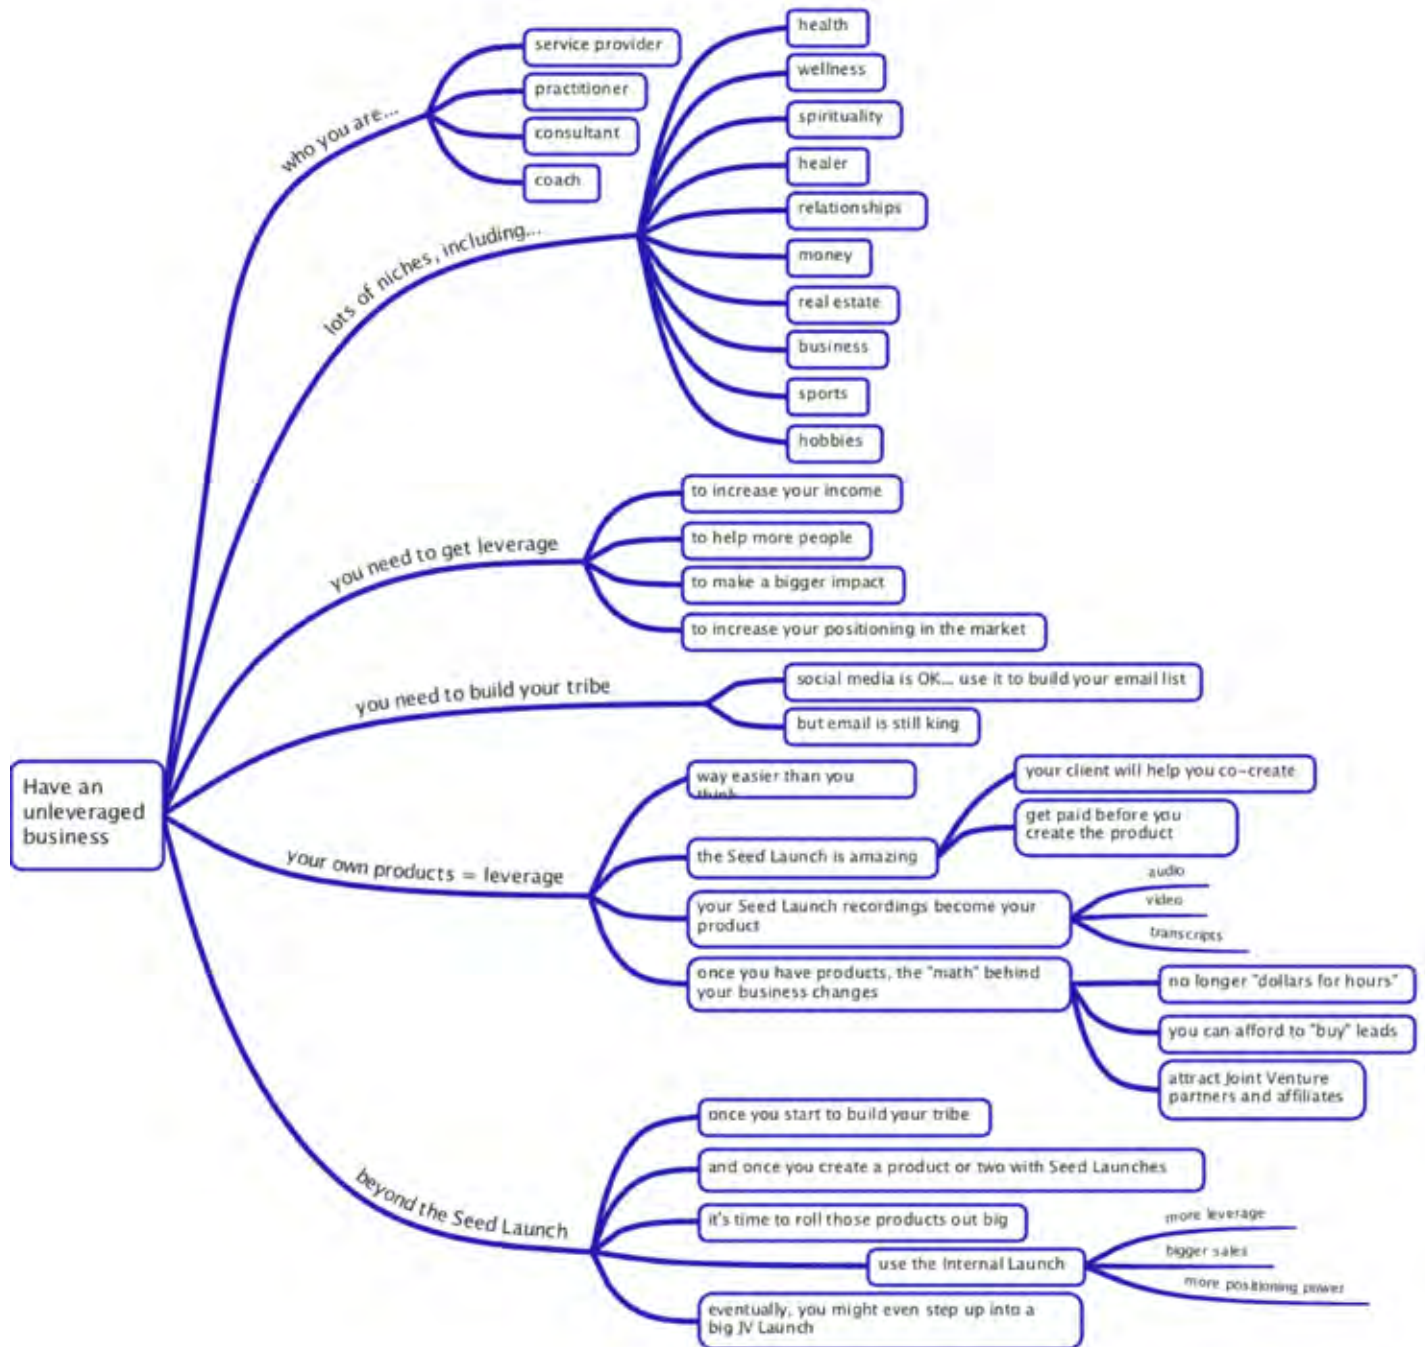 Have an
unleveraged
business
who you are...
service provider
practitioner
consultant
coach
lots of niches, including...
health
wellness
spirituality
healer
relationships
money
real estate
business
sports
hobbies
you need to get leverage
to increase your income
to help more people
to make a bigger impact
to increase your positioning in the market
you need to build your tribe
social media is OK... use it to build your email list
but email is still king
your own products = leverage
way easier than you
think
the Seed Launch is amazing
your client will help you co-create
get paid before you
create the product
your Seed Launch recordings become your
product
audio
video
transcripts
once you have products, the "math" behind
your business changes
no longer "dollars for hours"
you can afford to "buy" leads
attract Joint Venture
partners and affiliates
beyond the Seed Launch
once you start to build your tribe
and once you create a product or two with Seed Launches
it's time to roll those products out big
use the Internal Launch
more leverage
bigger sales
more positioning power
eventually, you might even step up into a
big JV Launch